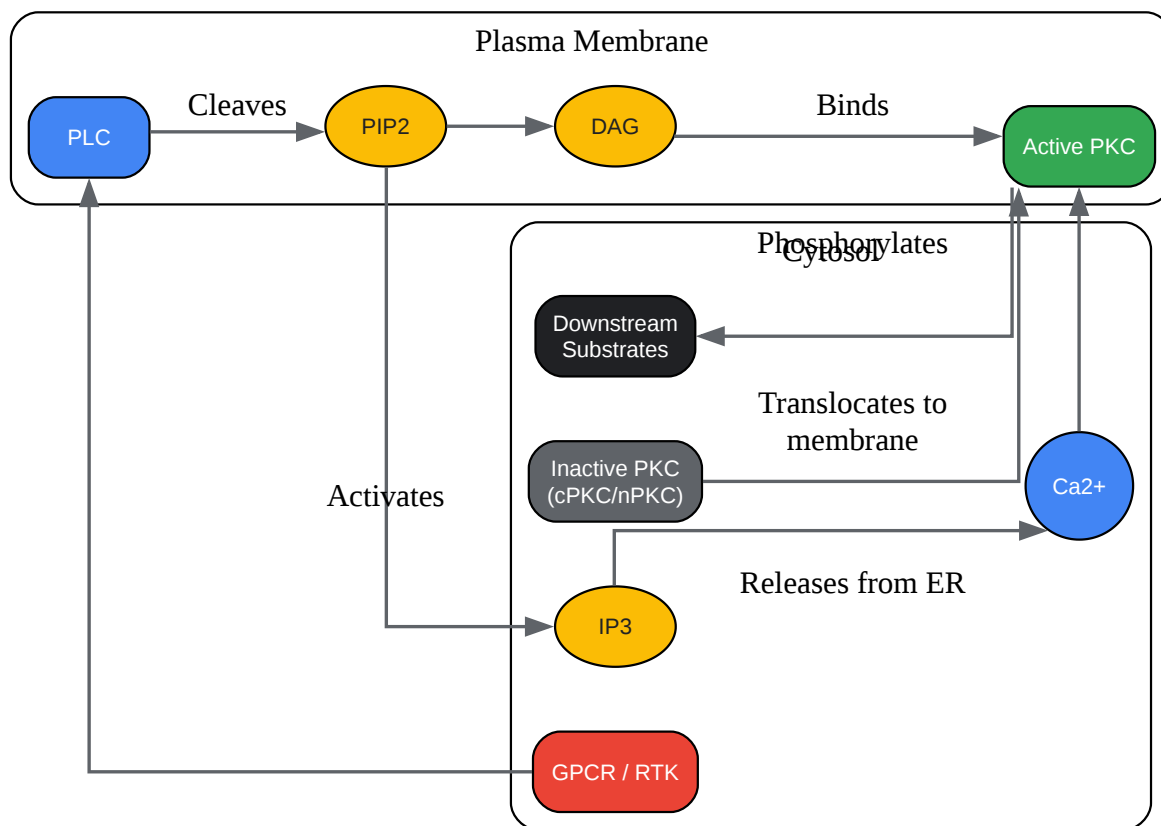 Plasma Membrane
Cleaves
Binds
PLC
PIP2
DAG
Active PKC
Phosphorylates
Cytosol
Downstream
Substrates
Translocates to
membrane
Inactive PKC
(cPKC/nPKC)
Ca2+
Activates
Releases from ER
IP3
GPCR / RTK